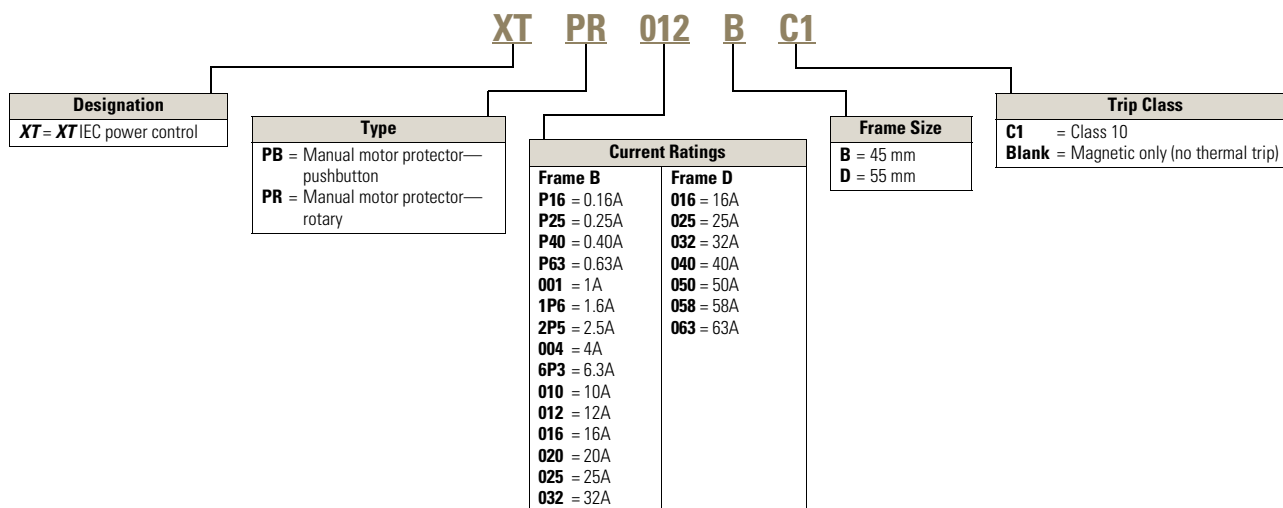 XT PR 012 B C1
Designation
XT = XT IEC power control
Type
PB = Manual motor protector—
pushbutton
PR = Manual motor protector—
rotary
Current Ratings
Frame B
P16 = 0.16A
P25 = 0.25A
P40 = 0.40A
P63 = 0.63A
001 = 1A
1P6 = 1.6A
2P5 = 2.5A
004 = 4A
6P3 = 6.3A
010 = 10A
012 = 12A
016 = 16A
020 = 20A
025 = 25A
032 = 32A
Frame D
016 = 16A
025 = 25A
032 = 32A
040 = 40A
050 = 50A
058 = 58A
063 = 63A
Frame Size
B = 45 mm
D = 55 mm
Trip Class
C1 = Class 10
Blank = Magnetic only (no thermal trip)